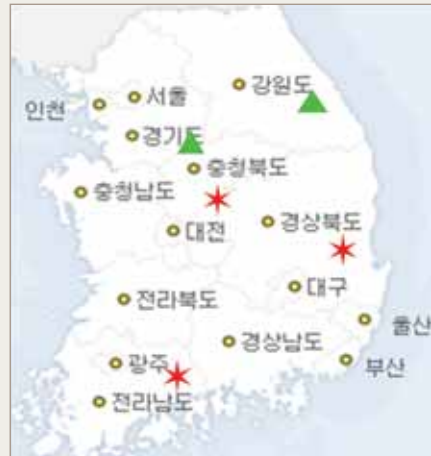 강원도
서울
인천
경기도
충청북도
충청남도
경상북도
대전
대구
전라북도
울산
경상남도
부산
광주
전라남도